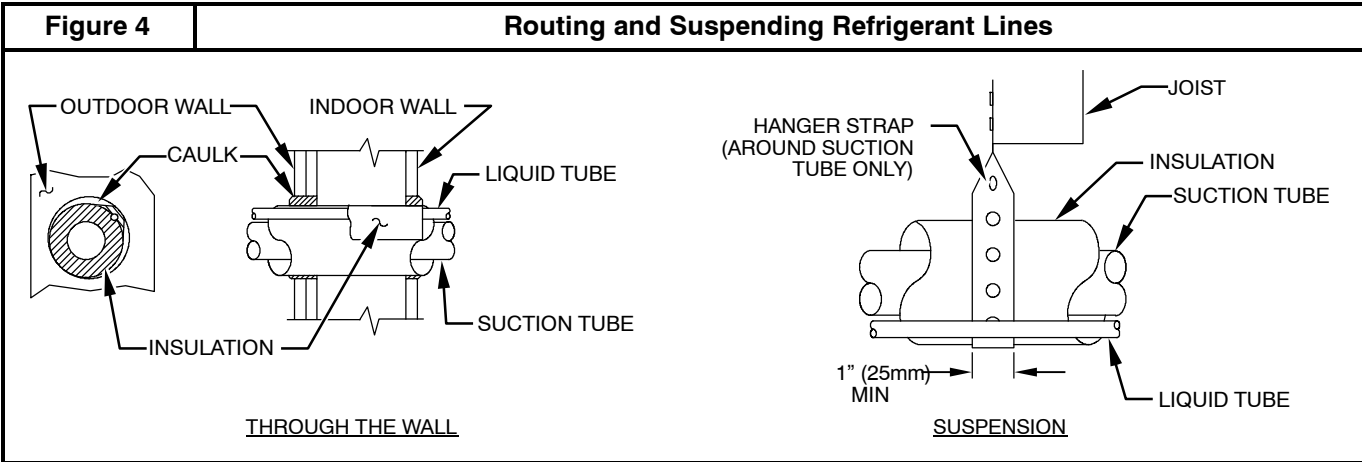 Figure 4
Routing and Suspending Refrigerant Lines
OUTDOOR WALL
INDOOR WALL
CAULK
LIQUID TUBE
INSULATION
SUCTION TUBE
THROUGH THE WALL
JOIST
HANGER STRAP
(AROUND SUCTION
TUBE ONLY)
INSULATION
SUCTION TUBE
1" (25mm)
MIN
LIQUID TUBE
SUSPENSION